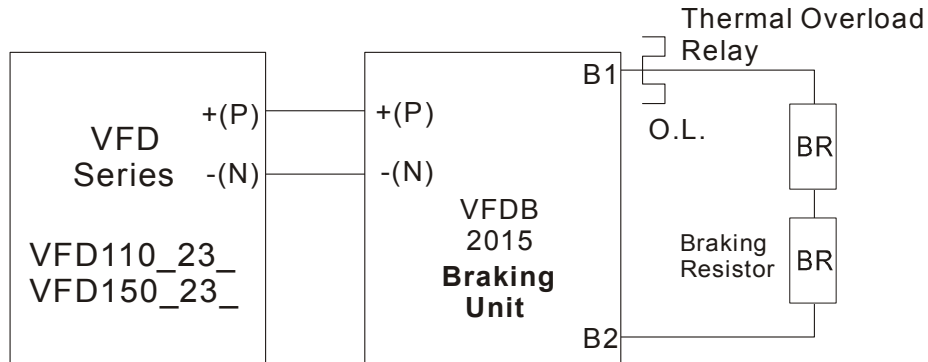 Thermal Overload
Relay
B1
+(P)
+(P)
O.L.
VFD
Series
BR
-(N)
-(N)
VFDB
2015
VFD110_23_
VFD150_23_
Braking
Unit
Braking
Resistor
BR
B2